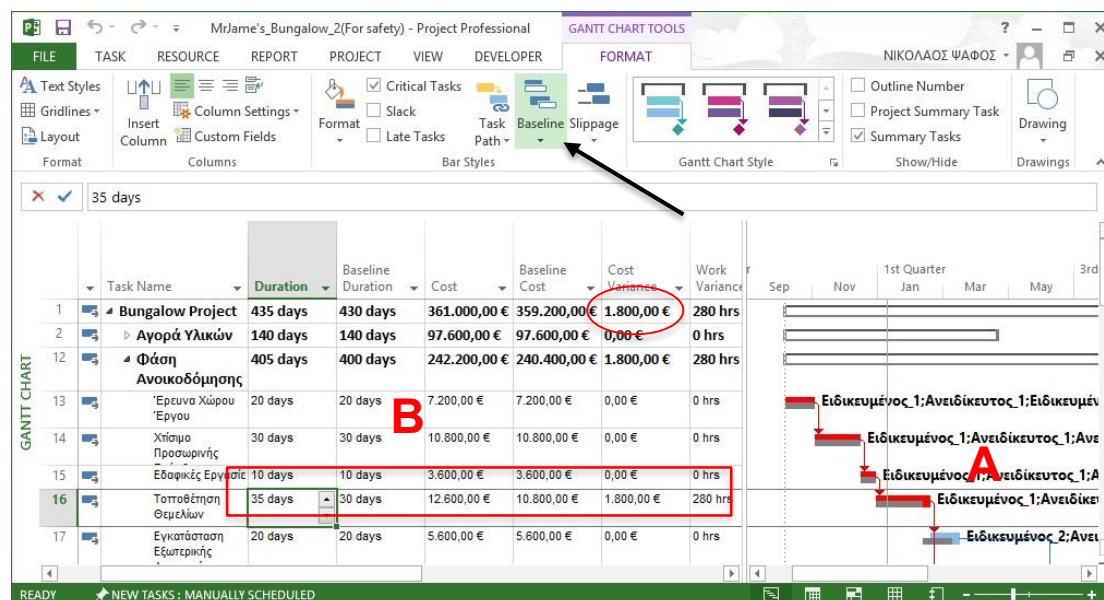 MrJame's_Bungalow_2(For safety) - Project Professional
GANTT CHART TOOLS
?
FILE TASK RESOURCE REPORT PROJECT VIEW DEVELOPER FORMAT
ΝΙΚΟΛΑΟΣ ΨΑΦΟΣ
Text Styles
Gridlines
Layout
Format
Insert Column
Column Settings
Custom Fields
Columns
Format
Critical Tasks
Slack
Late Tasks
Task Path
Baseline
Slippage
Bar Styles
Gantt Chart Style
Outline Number
Project Summary Task
Summary Tasks
Show/Hide
Drawing
Drawings
35 days
Task Name Duration Baseline Duration Cost Baseline Cost Cost Variance Work Variance
1st Quarter 3rd
Sep Nov Jan Mar May
GANTT CHART
1 Bungalow Project 435 days 430 days 361.000,00 € 359.200,00 € 1.800,00 € 280 hrs
2 Αγορά Υλικών 140 days 140 days 97.600,00 € 97.600,00 € 0,00 € 0 hrs
12 Φάση Ανοικοδόμησης 405 days 400 days 242.200,00 € 240.400,00 € 1.800,00 € 280 hrs
13 Έρευνα Χώρου Έργου 20 days 20 days 7.200,00 € 7.200,00 € 0,00 € 0 hrs
Ειδικευμένος_1;Ανειδίκευτος_1;Ειδικευμέν
B
14 Χτίσιμο Προσωρινής 30 days 30 days 10.800,00 € 10.800,00 € 0,00 € 0 hrs
Ειδικευμένος_1;Ανειδίκευτος_1;Ανε
15 Εδαφικές Εργασίε 10 days 10 days 3.600,00 € 3.600,00 € 0,00 € 0 hrs
Ειδικευμένος_1;Ανειδίκευτος_1;Α
A
16 Τοποθέτηση Θεμελίων 35 days 30 days 12.600,00 € 10.800,00 € 1.800,00 € 280 hrs
Ειδικευμένος_1;Ανειδίκε
17 Εγκατάσταση Εξωτερικής 20 days 20 days 5.600,00 € 5.600,00 € 0,00 € 0 hrs
Ειδικευμένος_2;Ανει
READY NEW TASKS : MANUALLY SCHEDULED